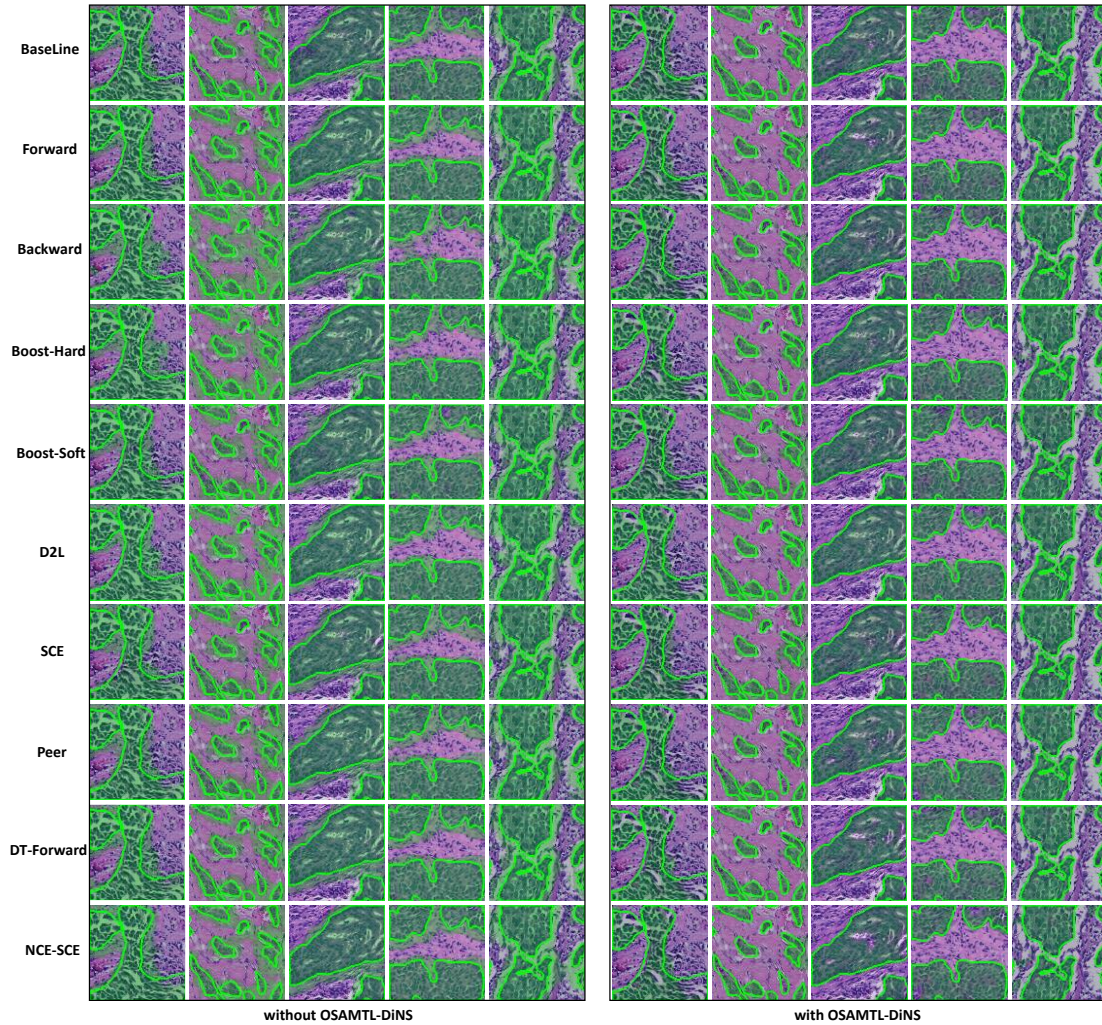 BaseLine
Forward
Backward
Boost-Hard
Boost-Soft
D2L
SCE
Peer
DT-Forward
NCE-SCE
without OSAMTL-DiNS
with OSAMTL-DiNS